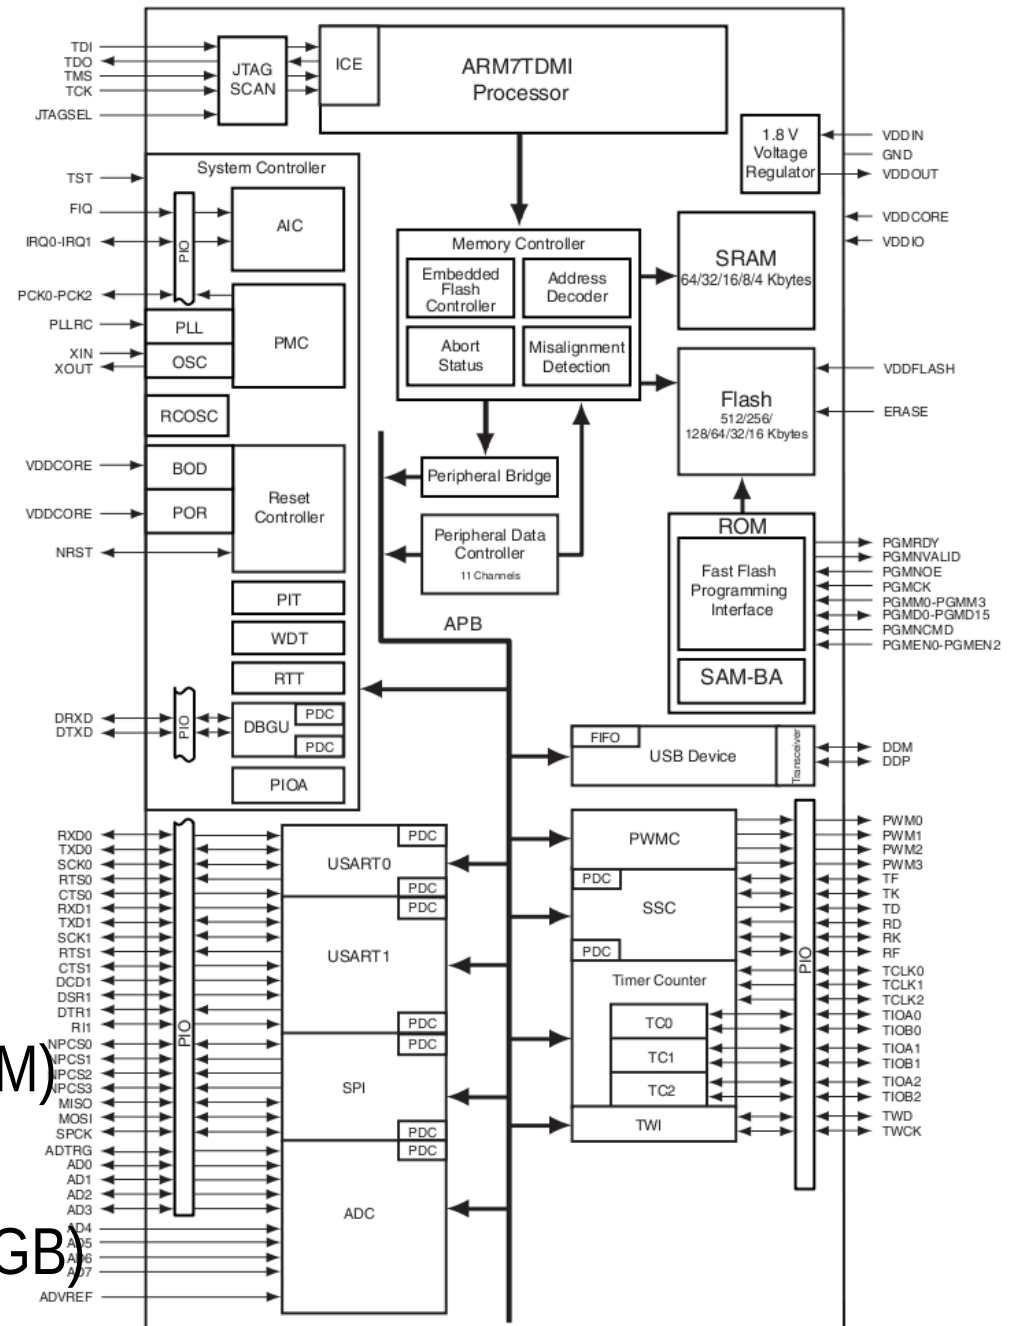 TDI
TDO
TMS
TCK
JTAGSEL
JTAG
SCAN
ICE
ARM7TDMI
Processor
1.8 V
Voltage
Regulator
VDDIN
GND
VDDOUT
VDDCORE
VDDIO
System Controller
TST
FIQ
IRQ0-IRQ1
PIO
AIC
PCK0-PCK2
PLLRC
PLL
XIN
XOUT
OSC
PMC
RCOSC
VDDCORE
BOD
VDDCORE
POR
Reset
Controller
NRST
PIT
WDT
RTT
DRXD
DTXD
PIO
DBGU
PDC
PDC
PIOA
Memory Controller
Embedded
Flash
Controller
Address
Decoder
Abort
Status
Misalignment
Detection
SRAM
64/32/16/8/4 Kbytes
Flash
512/256/
128/64/32/16 Kbytes
VDDFLASH
ERASE
Peripheral Bridge
Peripheral Data
Controller
11 Channels
APB
ROM
Fast Flash
Programming
Interface
SAM-BA
PGMRDY
PGMNVALID
PGMNOE
PGMCK
PGMM0-PGMM3
PGMD0-PGMD15
PGMNCMD
PGMEN0-PGMEN2
FIFO
USB Device
Transceiver
DDM
DDP
RXD0
TXD0
SCK0
RTS0
CTS0
RXD1
TXD1
SCK1
RTS1
CTS1
DCD1
DSR1
DTR1
RI1
NPCS0
NPCS1
NPCS2
NPCS3
MISO
MOSI
SPCK
ADTRG
AD0
AD1
AD2
AD3
AD4
AD5
AD6
AD7
ADVREF
M)
GB)
PIO
PDC
USART0
PDC
PDC
USART1
PDC
PDC
SPI
PDC
PDC
ADC
PWMC
PDC
SSC
PDC
Timer Counter
TC0
TC1
TC2
TWI
PIO
PWM0
PWM1
PWM2
PWM3
TF
TK
TD
RD
RK
RF
TCLK0
TCLK1
TCLK2
TIOA0
TIOB0
TIOA1
TIOB1
TIOA2
TIOB2
TWD
TWCK